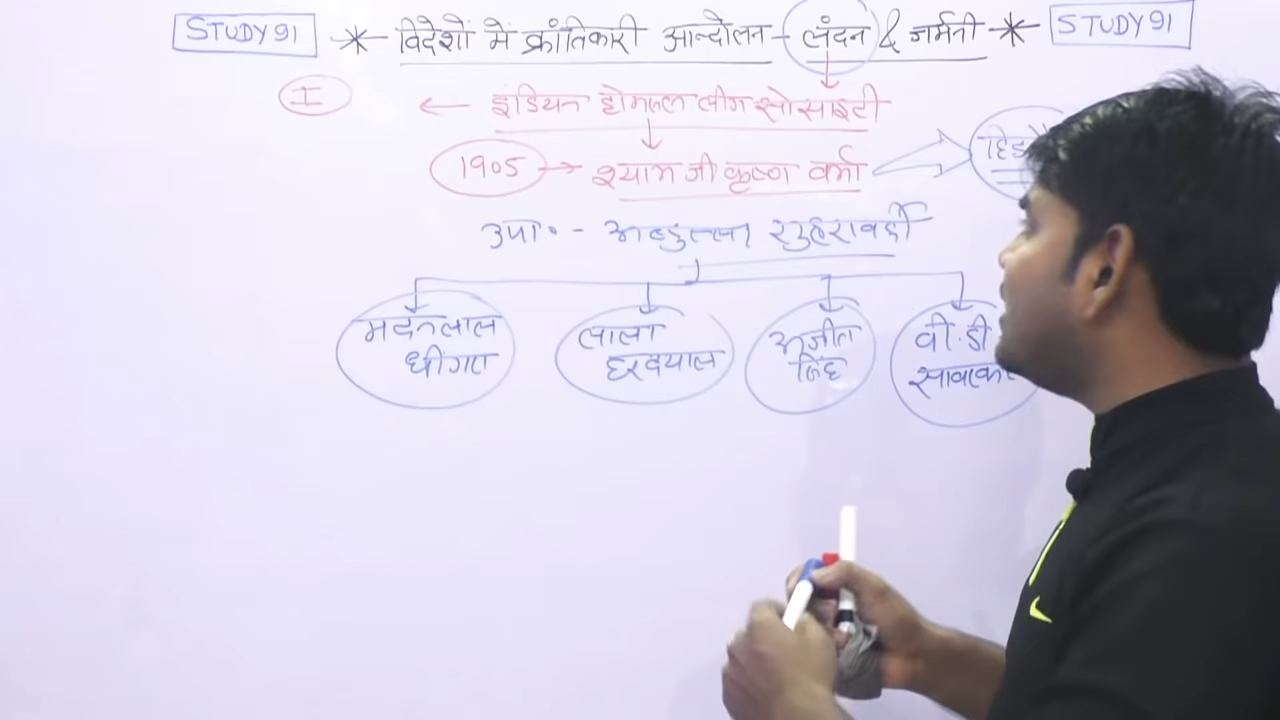 STUDY91 * विदेशों में क्रांतिकारी आन्दोलन - लंदन & जर्मनी * STUDY91
I ← इंडियन होमरूल लीग सोसाइटी
1905 → श्याम जी कृष्ण वर्मा
उपा० - अब्दुल्ला सुहरावर्दी
मदनलाल धींगरा
लाला हरदयाल
अजीत सिंह
वी.डी सावरकर